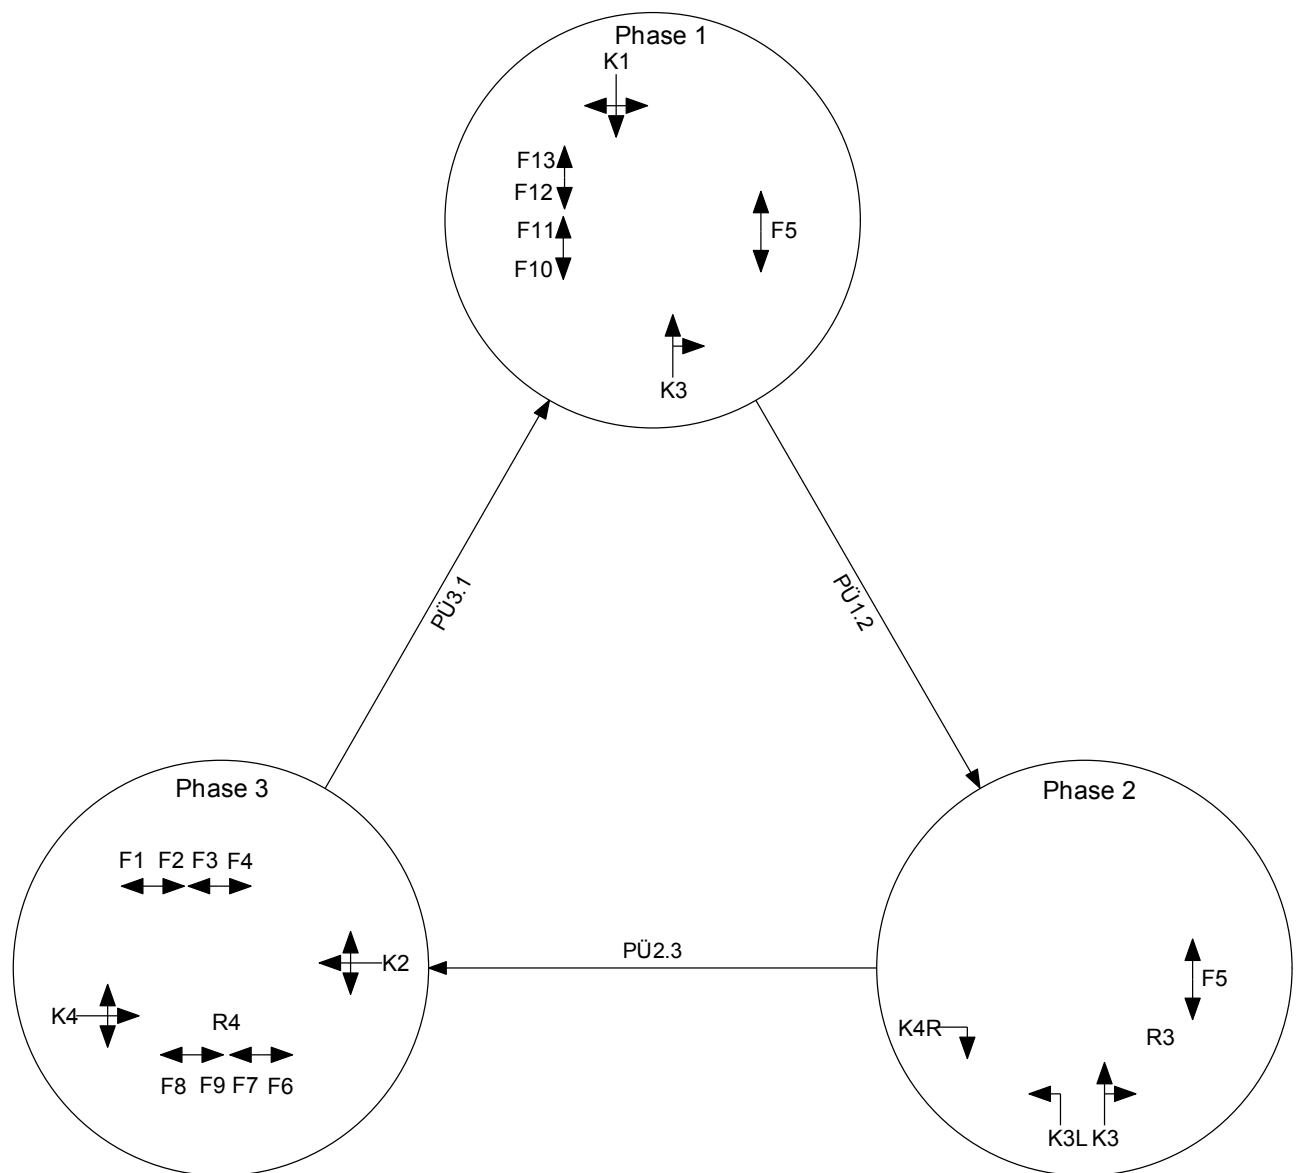 Phase 1
K1
F13
F12
F11
F10
F5
K3
PÜ3.1
PÜ1.2
Phase 3
F1 F2 F3 F4
K2
K4
R4
F8 F9 F7 F6
PÜ2.3
Phase 2
F5
K4R
R3
K3L K3